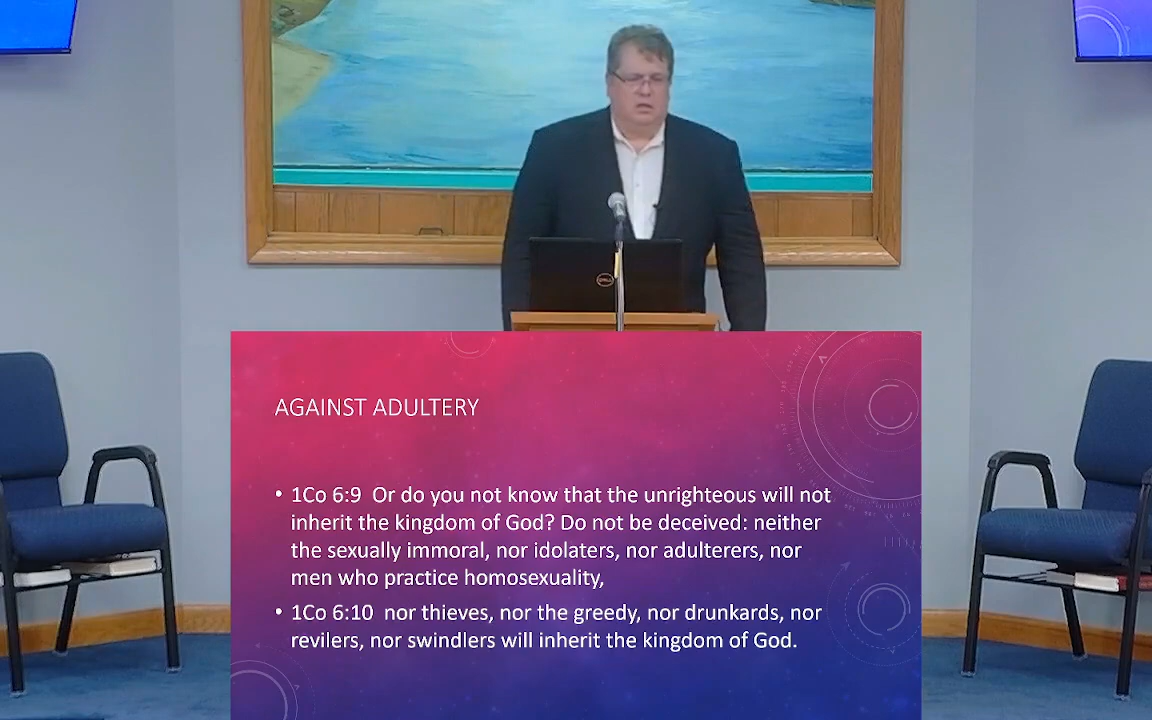 DELL
AGAINST ADULTERY
• 1Co 6:9 Or do you not know that the unrighteous will not
inherit the kingdom of God? Do not be deceived: neither
the sexually immoral, nor idolaters, nor adulterers, nor
men who practice homosexuality,
• 1Co 6:10 nor thieves, nor the greedy, nor drunkards, nor
revilers, nor swindlers will inherit the kingdom of God.